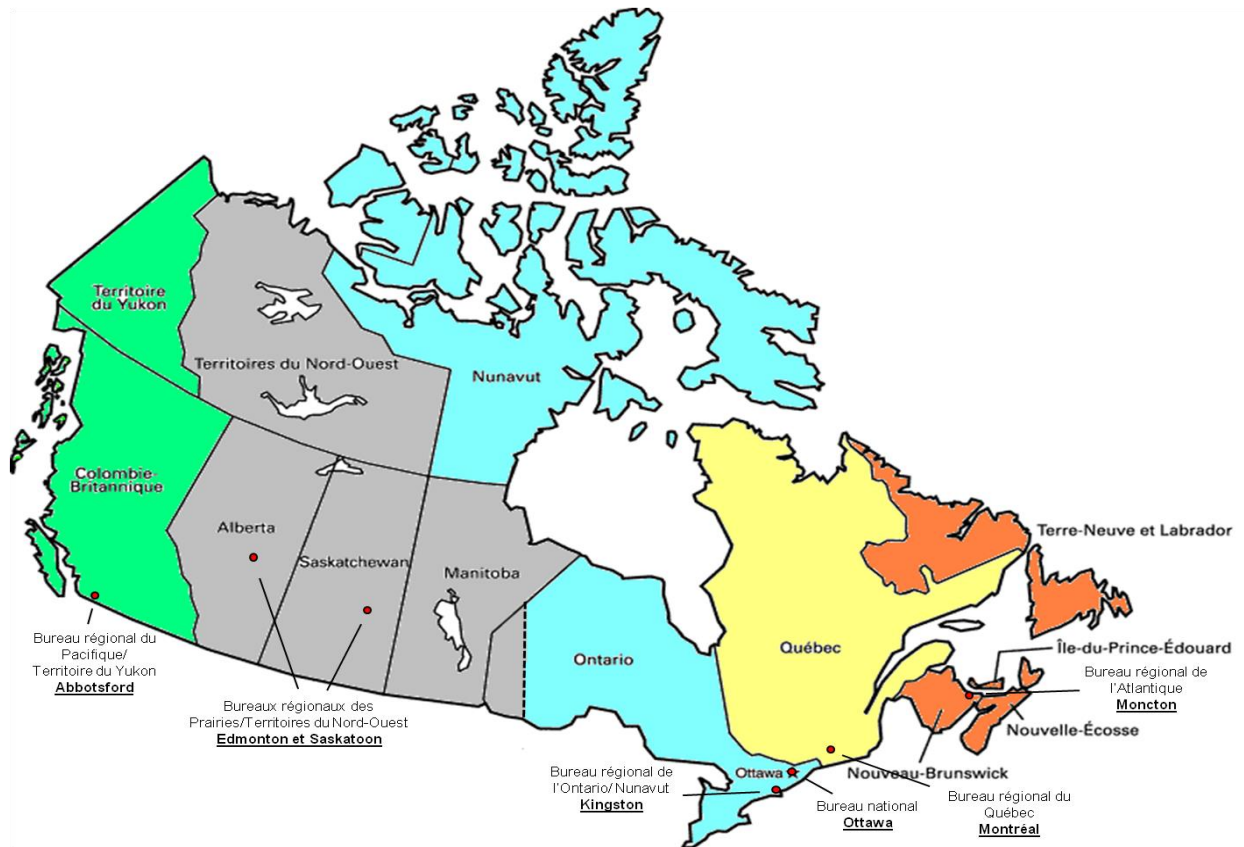 Territoire
du Yukon
Territoires du Nord-Ouest
Nunavut
Colombie-
Britannique
Alberta
Saskatchewan
Manitoba
Terre-Neuve et Labrador
Bureau régional du
Pacifique/
Territoire du Yukon
Abbotsford
Ontario
Québec
Île-du-Prince-Édouard
Bureau régional de
l'Atlantique
Moncton
Bureaux régionaux des
Prairies/Territoires du Nord-Ouest
Edmonton et Saskatoon
Nouvelle-Écosse
Bureau régional de
l'Ontario/ Nunavut
Kingston
Ottawa
Nouveau-Brunswick
Bureau national
Ottawa
Bureau régional du
Québec
Montréal